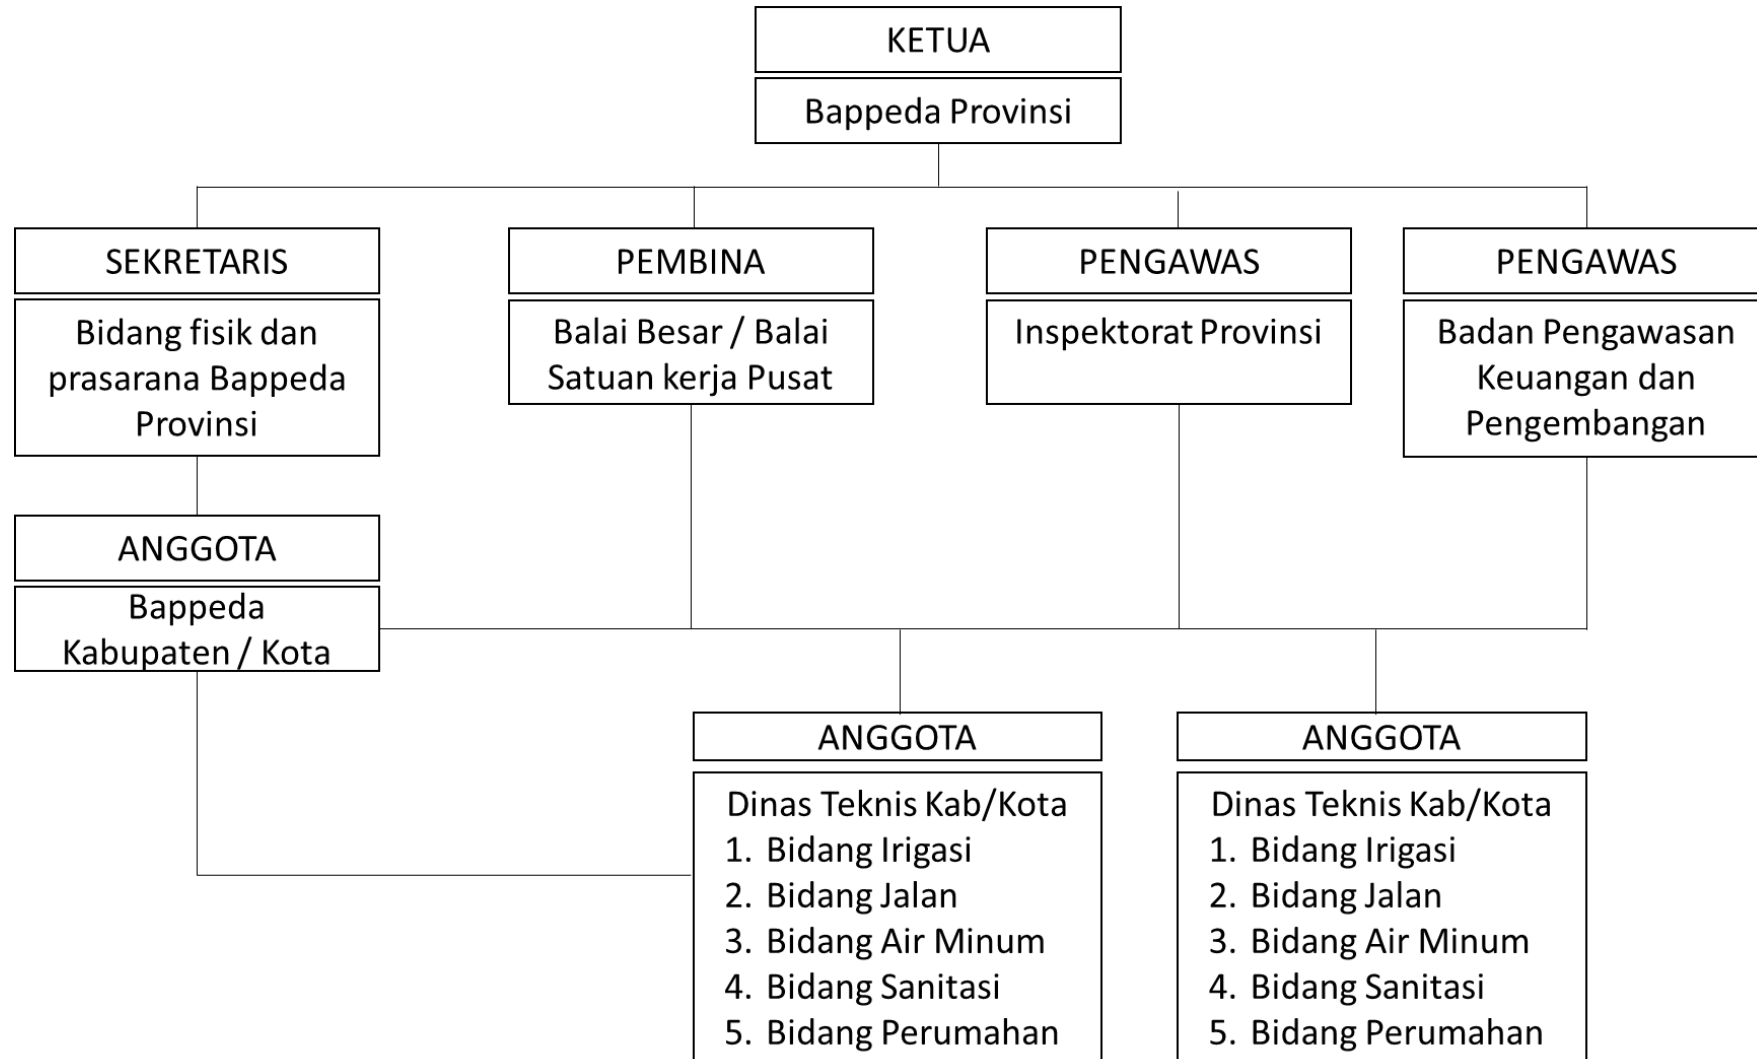 KETUA
Bappeda Provinsi
SEKRETARIS
Bidang fisik dan
prasarana Bappeda
Provinsi
PEMBINA
Balai Besar / Balai
Satuan kerja Pusat
PENGAWAS
Inspektorat Provinsi
PENGAWAS
Badan Pengawasan
Keuangan dan
Pengembangan
ANGGOTA
Bappeda
Kabupaten / Kota
ANGGOTA
Dinas Teknis Kab/Kota
1. Bidang Irigasi
2. Bidang Jalan
3. Bidang Air Minum
4. Bidang Sanitasi
5. Bidang Perumahan
ANGGOTA
Dinas Teknis Kab/Kota
1. Bidang Irigasi
2. Bidang Jalan
3. Bidang Air Minum
4. Bidang Sanitasi
5. Bidang Perumahan